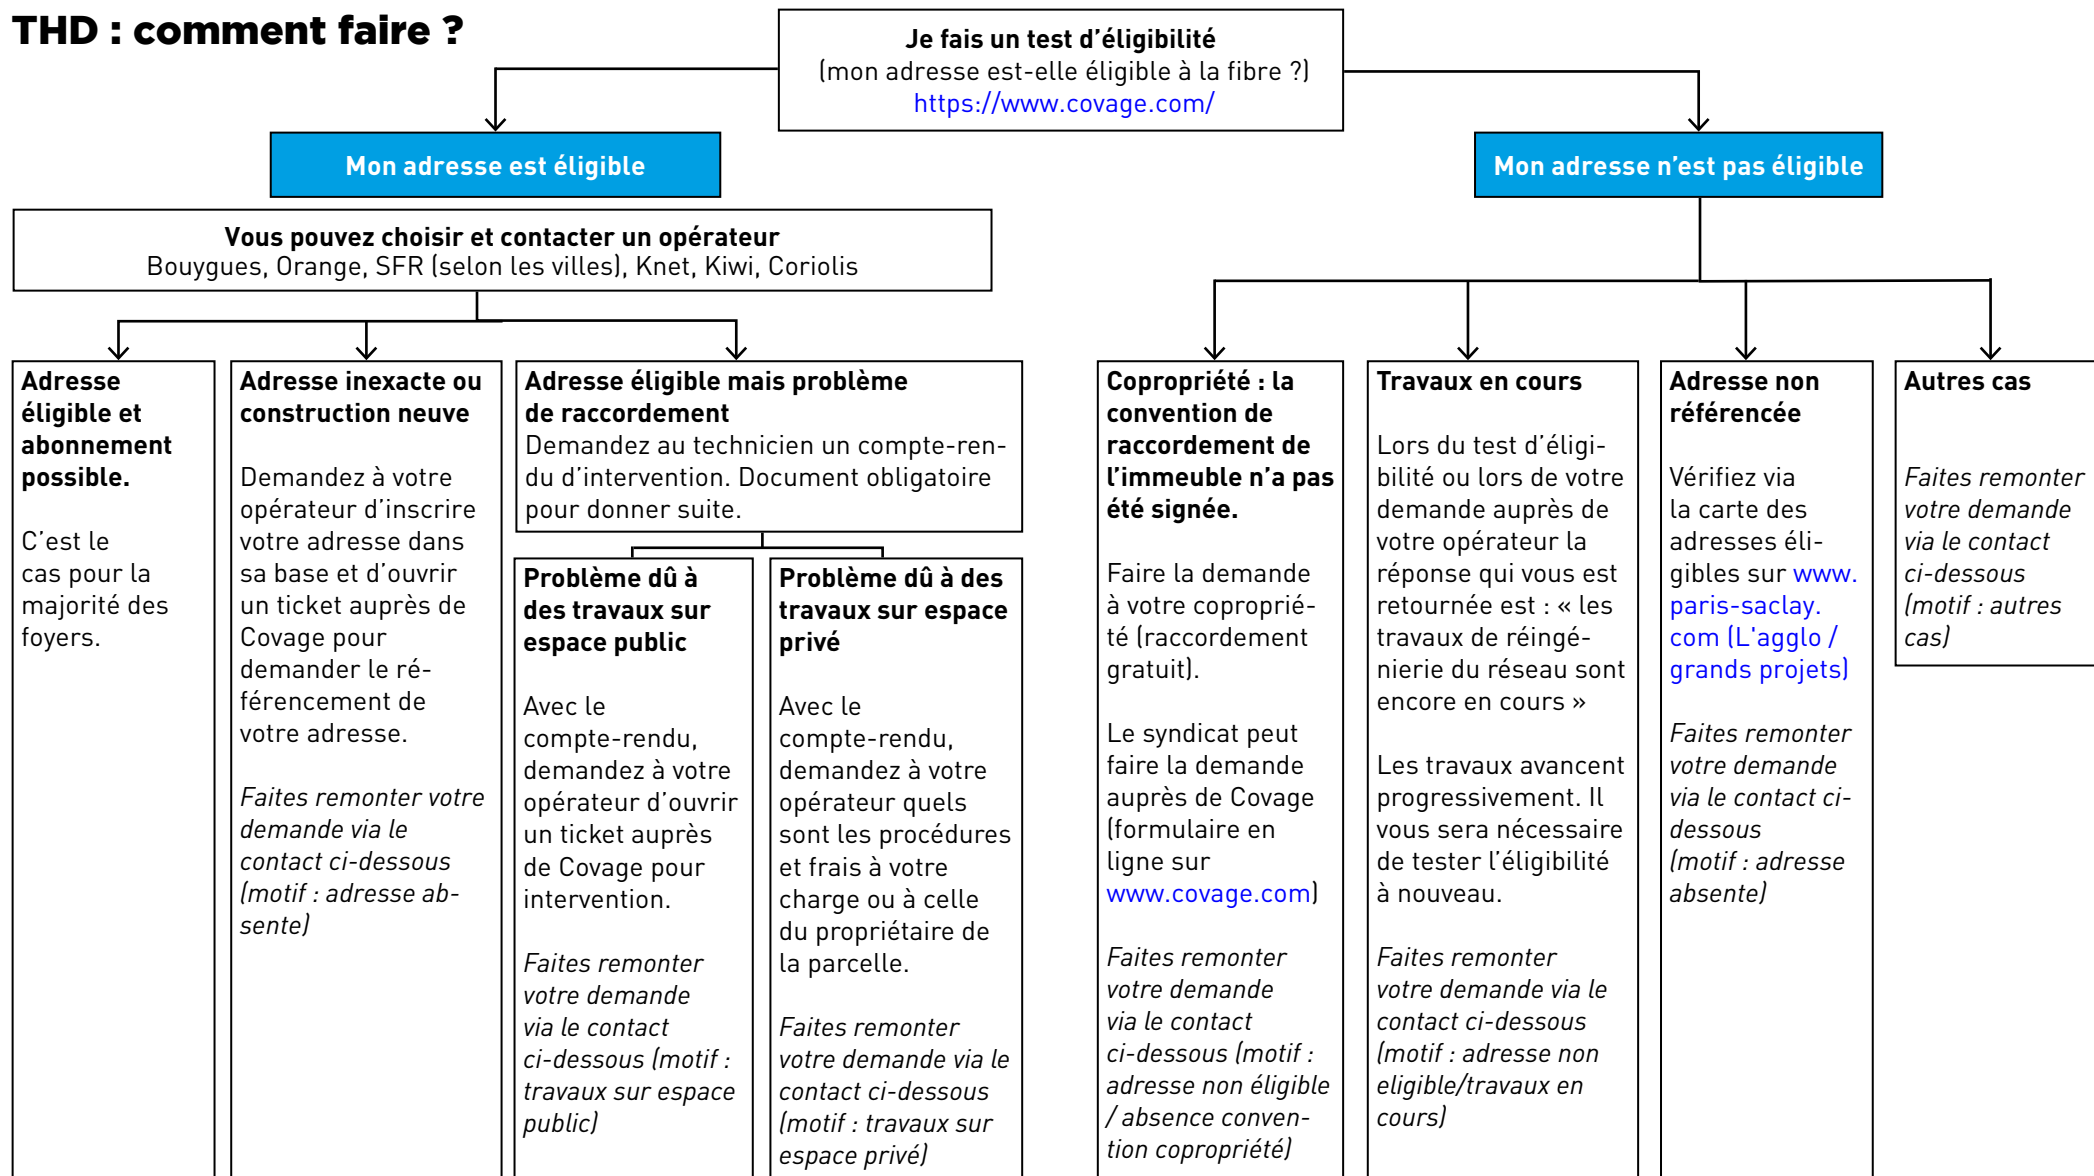 THD : comment faire ?
Je fais un test d'éligibilité
(mon adresse est-elle éligible à la fibre ?)
https://www.covage.com/
Mon adresse est éligible
Mon adresse n'est pas éligible
Vous pouvez choisir et contacter un opérateur
Bouygues, Orange, SFR (selon les villes), Knet, Kiwi, Coriolis
Adresse
éligible et
abonnement
possible.
C'est le
cas pour la
majorité des
foyers.
Adresse inexacte ou
construction neuve
Demandez à votre
opérateur d'inscrire
votre adresse dans
sa base et d'ouvrir
un ticket auprès de
Covage pour
demander le ré-
férencement de
votre adresse.
Faites remonter votre
demande via le
contact ci-dessous
(motif : adresse ab-
sente)
Adresse éligible mais problème
de raccordement
Demandez au technicien un compte-ren-
du d'intervention. Document obligatoire
pour donner suite.
Problème dû à
des travaux sur
espace public
Avec le
compte-rendu,
demandez à votre
opérateur d'ouvrir
un ticket auprès
de Covage pour
intervention.
Faites remonter
votre demande
via le contact
ci-dessous (motif :
travaux sur espace
public)
Problème dû à des
travaux sur espace
privé
Avec le
compte-rendu,
demandez à votre
opérateur quels
sont les procédures
et frais à votre
charge ou à celle
du propriétaire de
la parcelle.
Faites remonter
votre demande via le
contact ci-dessous
(motif : travaux sur
espace privé)
Copropriété : la
convention de
raccordement de
l'immeuble n'a pas
été signée.
Faire la demande
à votre coproprié-
té (raccordement
gratuit).
Le syndicat peut
faire la demande
auprès de Covage
(formulaire en
ligne sur
www.covage.com)
Faites remonter
votre demande
via le contact
ci-dessous (motif :
adresse non éligible
/ absence conven-
tion copropriété)
Travaux en cours
Lors du test d'éligi-
bilité ou lors de votre
demande auprès de
votre opérateur la
réponse qui vous est
retournée est : « les
travaux de réingé-
nierie du réseau sont
encore en cours »
Les travaux avancent
progressivement. Il
vous sera nécessaire
de tester l'éligibilité
à nouveau.
Faites remonter
votre demande via le
contact ci-dessous
(motif : adresse non
eligible/travaux en
cours)
Adresse non
référencée
Vérifiez via
la carte des
adresses éli-
gibles sur www.
paris-saclay.
com (L'agglo /
grands projets)
Faites remonter
votre demande
via le contact ci-
dessous
(motif : adresse
absente)
Autres cas
Faites remonter
votre demande
via le contact
ci-dessous
(motif : autres
cas)